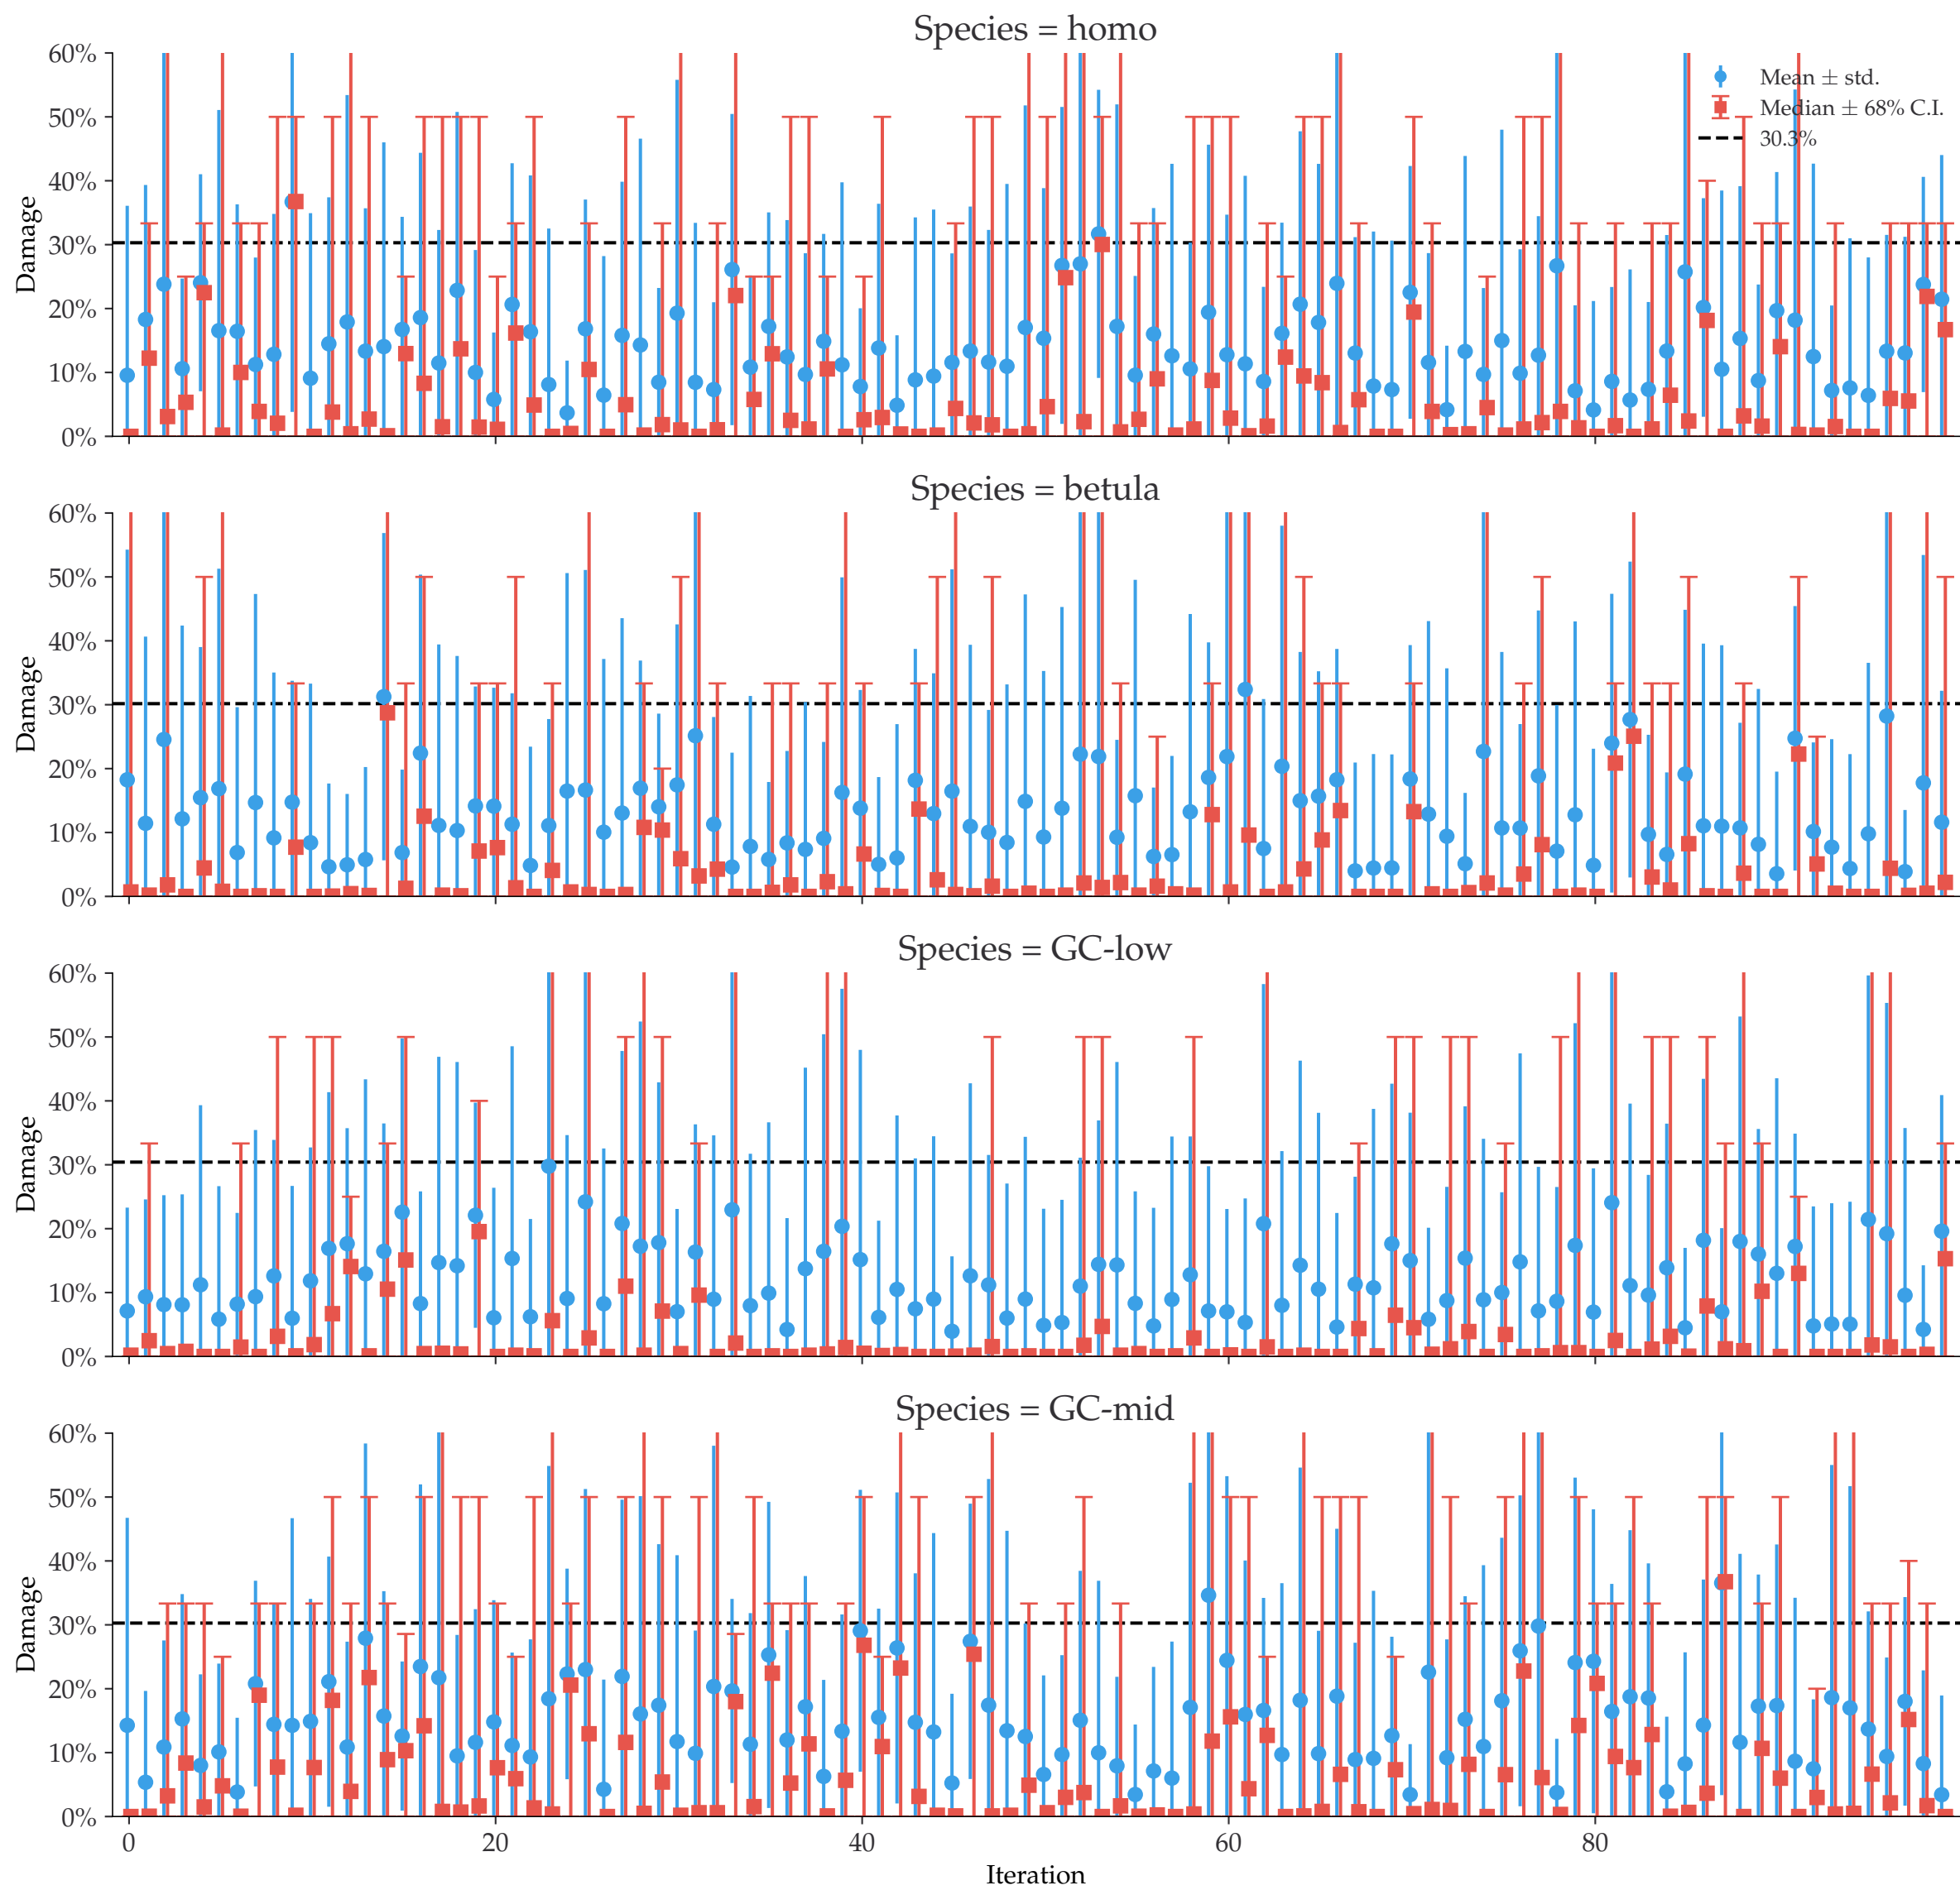 Species = homo
60%
50%
40%
30%
20%
10%
0%
Damage
Mean ± std.
Median ± 68% C.I.
30.3%
Species = betula
60%
50%
40%
30%
20%
10%
0%
Damage
Species = GC-low
60%
50%
40%
30%
20%
10%
0%
Damage
Species = GC-mid
60%
50%
40%
30%
20%
10%
0%
Damage
0 20 40 60 80
Iteration